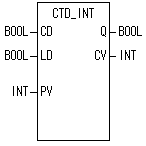 CTD_INT
BOOL CD Q BOOL
BOOL LD CV INT
INT PV